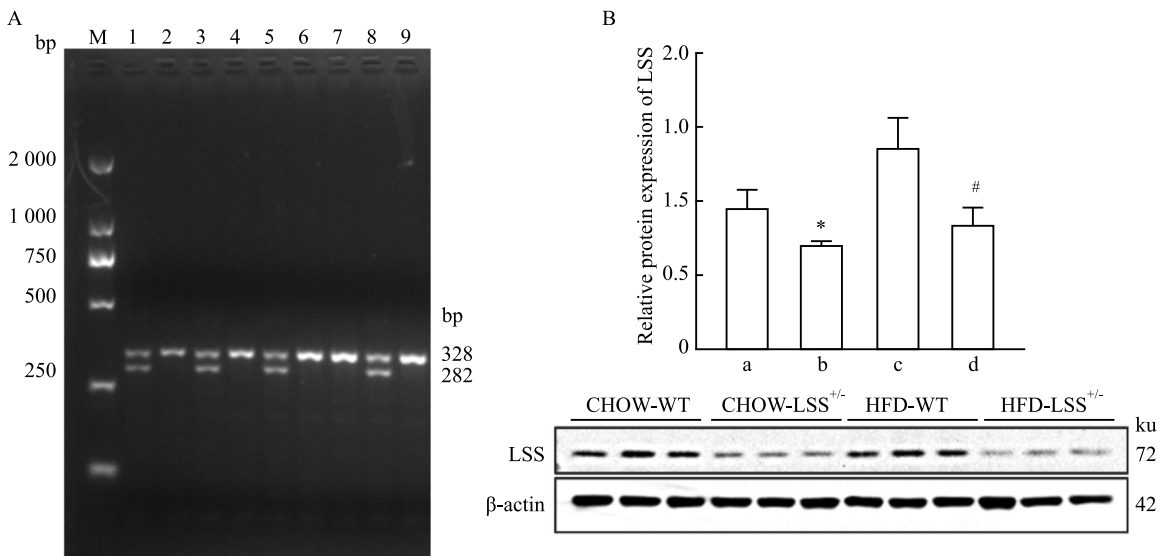 A
bp M 1 2 3 4 5 6 7 8 9
2 000
1 000
750
500
250
bp
328
282
B
Relative protein expression of LSS
2.0
1.0
1.5
0.5
0
*
#
a b c d
CHOW-WT CHOW-LSS+/- HFD-WT HFD-LSS+/-
ku
LSS 72
β-actin 42